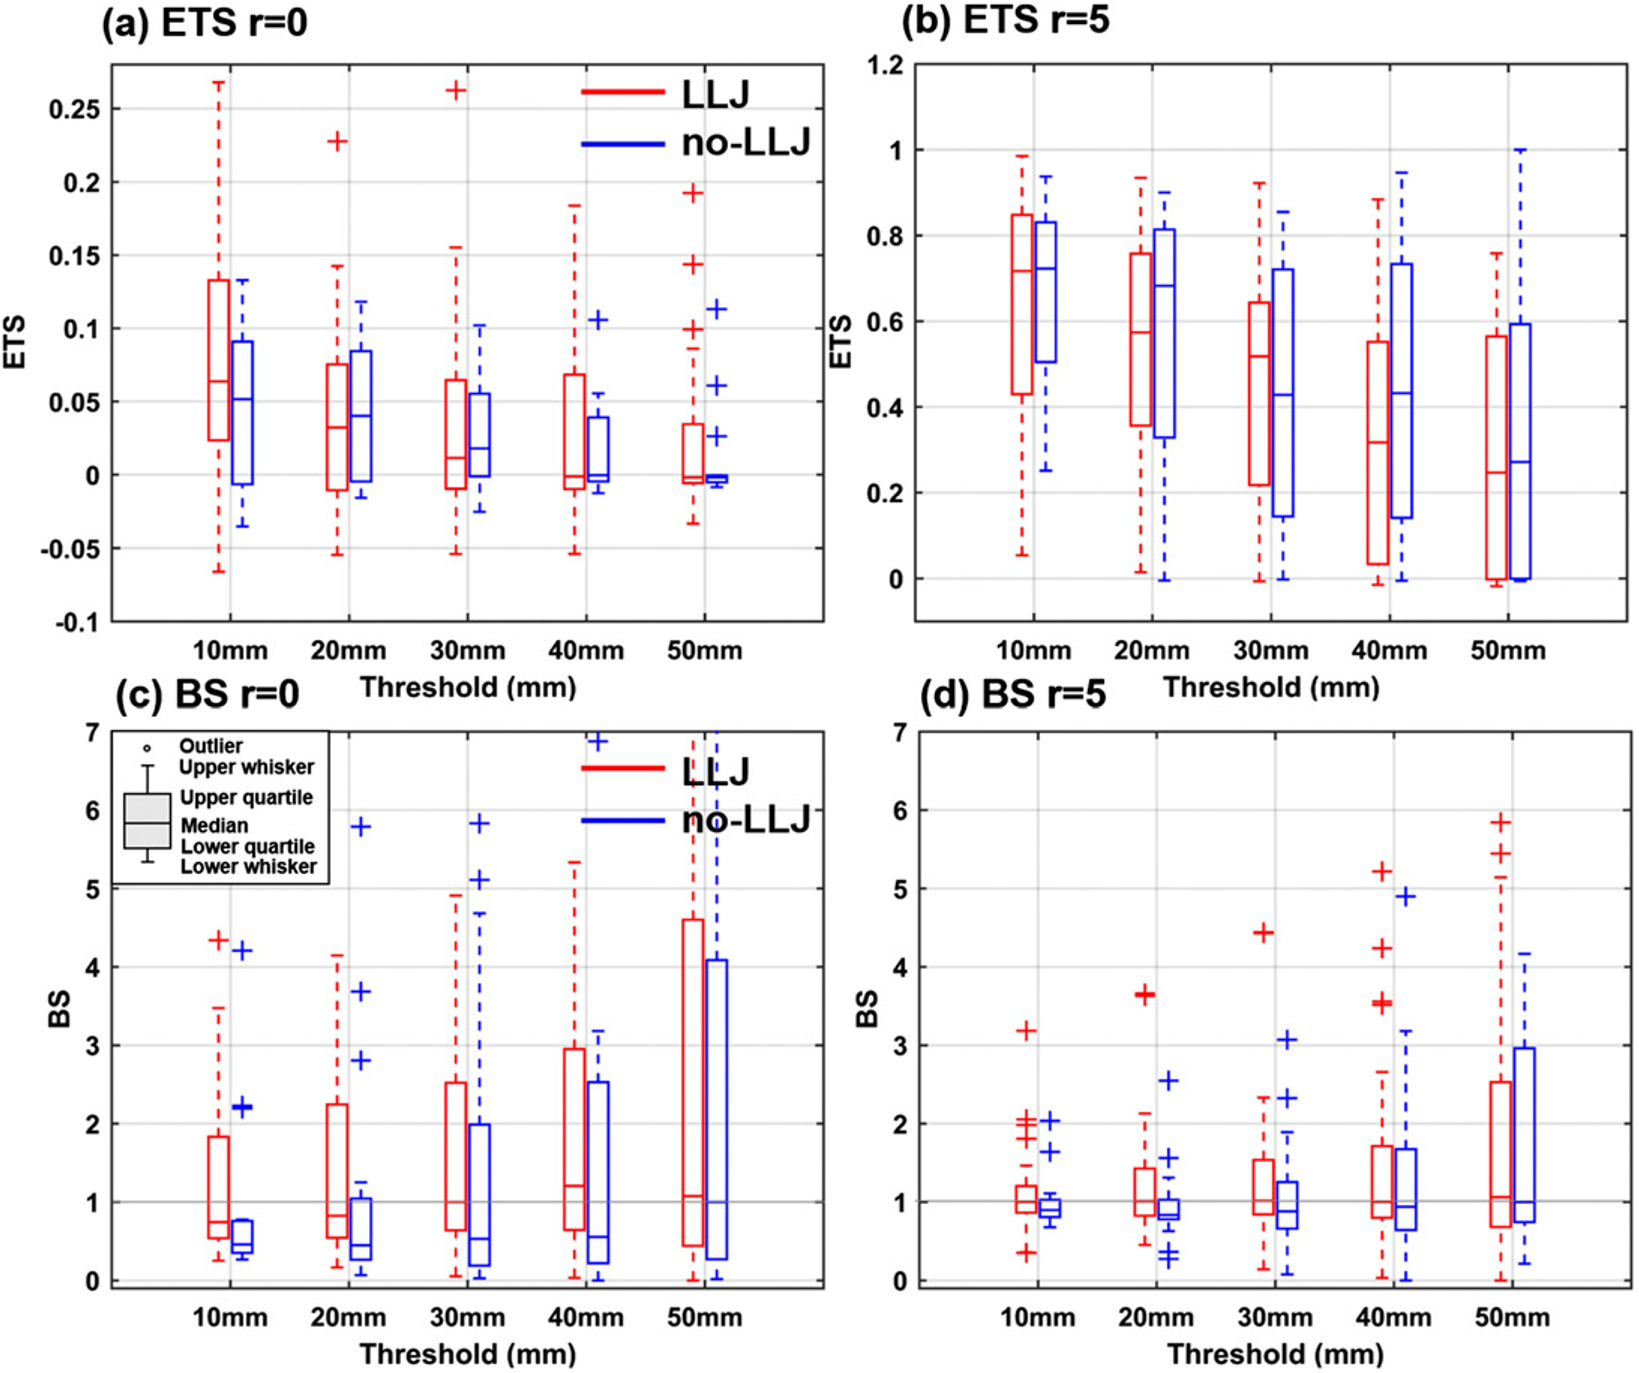 (a) ETS r=0
ETS
0.25
0.2
0.15
0.1
0.05
0
-0.05
-0.1
LLJ
no-LLJ
10mm 20mm 30mm 40mm 50mm
Threshold (mm)
(b) ETS r=5
ETS
1.2
1
0.8
0.6
0.4
0.2
0
10mm 20mm 30mm 40mm 50mm
Threshold (mm)
(c) BS r=0
BS
7
6
5
4
3
2
1
0
Outlier
Upper whisker
Upper quartile
Median
Lower quartile
Lower whisker
LLJ
no-LLJ
10mm 20mm 30mm 40mm 50mm
Threshold (mm)
(d) BS r=5
BS
7
6
5
4
3
2
1
0
10mm 20mm 30mm 40mm 50mm
Threshold (mm)